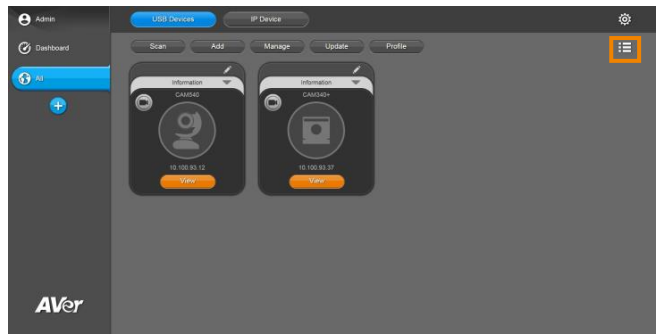 Admin
USB Devices
IP Device
Dashboard
Scan
Add
Manage
Update
Profile
All
Information
Information
CAM540
CAM340+
10.100.93.12
10.100.93.37
View
View
AVer